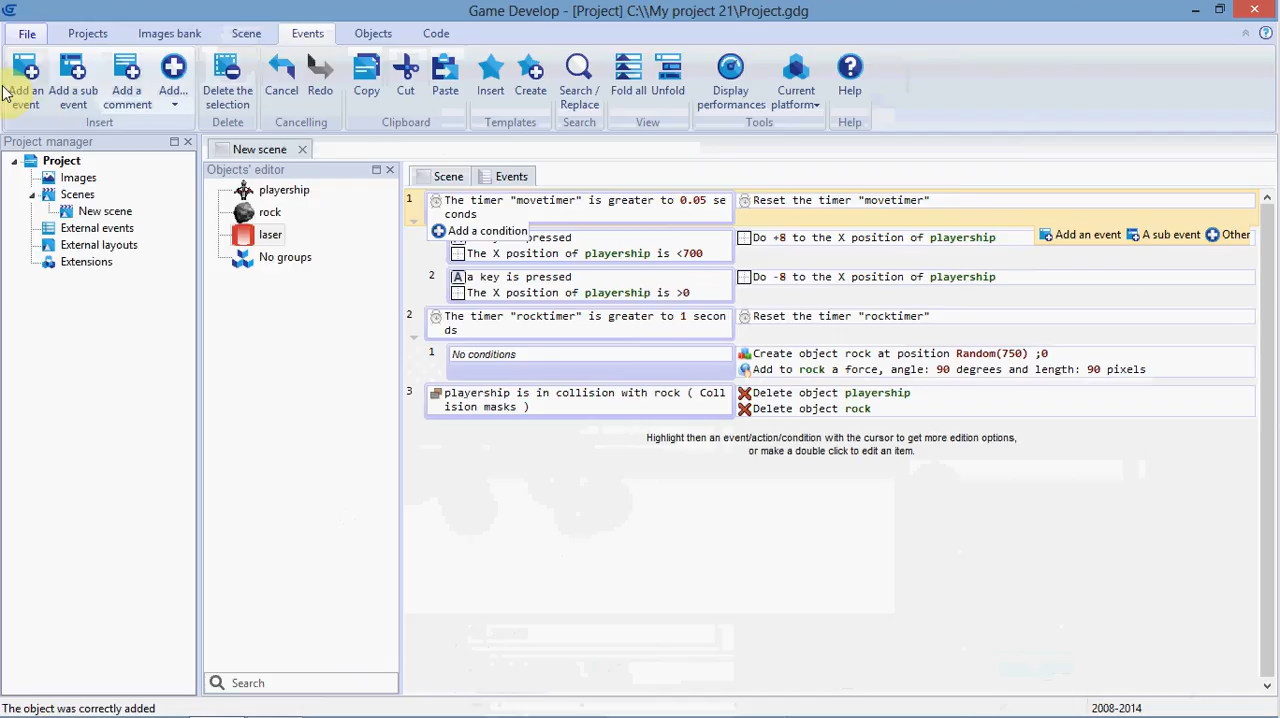 Game Develop - [Project] C:\\My project 21\Project.gdg
File Projects Images bank Scene Events Objects Code
Add an event
Add a sub event
Add a comment
Add...
Delete the selection
Cancel
Redo
Copy
Cut
Paste
Insert
Create
Search / Replace
Fold all
Unfold
Display performances
Current platform
Help
Insert Delete Cancelling Clipboard Templates Search View Tools Help
Project manager
Project
Images
Scenes
New scene
External events
External layouts
Extensions
New scene
Objects' editor
playership
rock
laser
No groups
Search
Scene Events
1 The timer "movetimer" is greater to 0.05 se
conds
Reset the timer "movetimer"
Add a condition
pressed
The X position of playership is <700
Do +8 to the X position of playership
Add an event A sub event Other
2 A a key is pressed
The X position of playership is >0
Do -8 to the X position of playership
2 The timer "rocktimer" is greater to 1 secon
ds
Reset the timer "rocktimer"
1 No conditions
Create object rock at position Random(750) ;0
Add to rock a force, angle: 90 degrees and length: 90 pixels
3 playership is in collision with rock ( Coll
ision masks )
Delete object playership
Delete object rock
Highlight then an event/action/condition with the cursor to get more edition options,
or make a double click to edit an item.
The object was correctly added
2008-2014